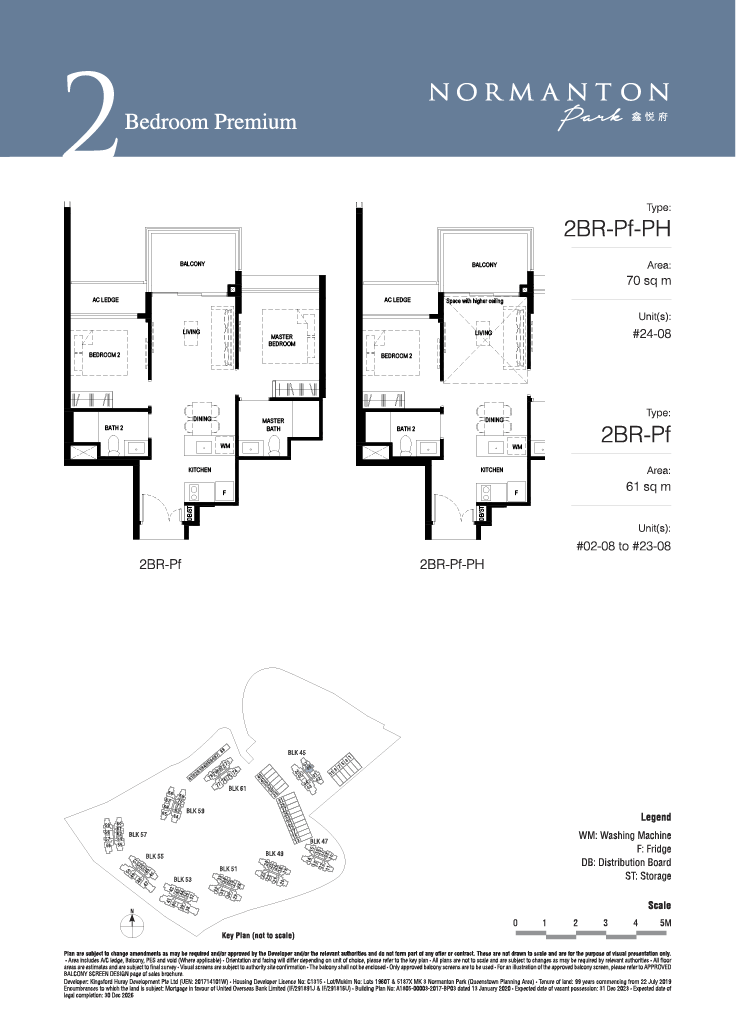 2 Bedroom Premium
NORMANTON
Park 鑫悦府
Type:
2BR-Pf-PH
Area:
70 sq m
Unit(s):
#24-08
Type:
2BR-Pf
Area:
61 sq m
Unit(s):
#02-08 to #23-08
BALCONY
AC LEDGE
LIVING
MASTER
BEDROOM
BEDROOM 2
DINING
BATH 2
MASTER
BATH
WM
KITCHEN
F
DB/ST
2BR-Pf
BALCONY
AC LEDGE
Space with higher ceiling
LIVING
BEDROOM 2
DINING
BATH 2
WM
KITCHEN
F
DB/ST
2BR-Pf-PH
BLK 45
BLK 61
BLK 59
BLK 57
BLK 47
BLK 55
BLK 49
BLK 51
BLK 53
N
Key Plan (not to scale)
Legend
WM: Washing Machine
F: Fridge
DB: Distribution Board
ST: Storage
Scale
0 1 2 3 4 5M
Plan are subject to change amendments as may be required and/or approved by the Developer and/or the relevant authorities and do not form part of any offer or contract. These are not drawn to scale and are for the purpose of visual presentation only.
- Area includes A/C ledge, Balcony, PES and void (Where applicable) - Orientation and facing will differ depending on unit of choice, please refer to the key plan - All plans are not to scale and are subject to changes as may be required by relevant authorities - All floor
areas are estimates and are subject to final survey - Visual screens are subject to authority site confirmation - The balcony shall not be enclosed - Only approved balcony screens are to be used - For an illustration of the approved balcony screen, please refer to APPROVED
BALCONY SCREEN DESIGN page of sales brochure.
Developer: Kingsford Huray Development Pte Ltd (UEN: 201714101W) - Housing Developer Licence No: C1315 - Lot/Mukim No: Lots 1960T & 5187X MK 3 Normanton Park (Queenstown Planning Area) - Tenure of land: 99 years commencing from 22 July 2019
Encumbrances to which the land is subject: Mortgage in favour of United Overseas Bank Limited (IF/291891J & IF/291816U) - Building Plan No: A1805-00003-2017-BP03 dated 13 January 2020 - Expected date of vacant possession: 31 Dec 2023 - Expected date of
legal completion: 30 Dec 2026